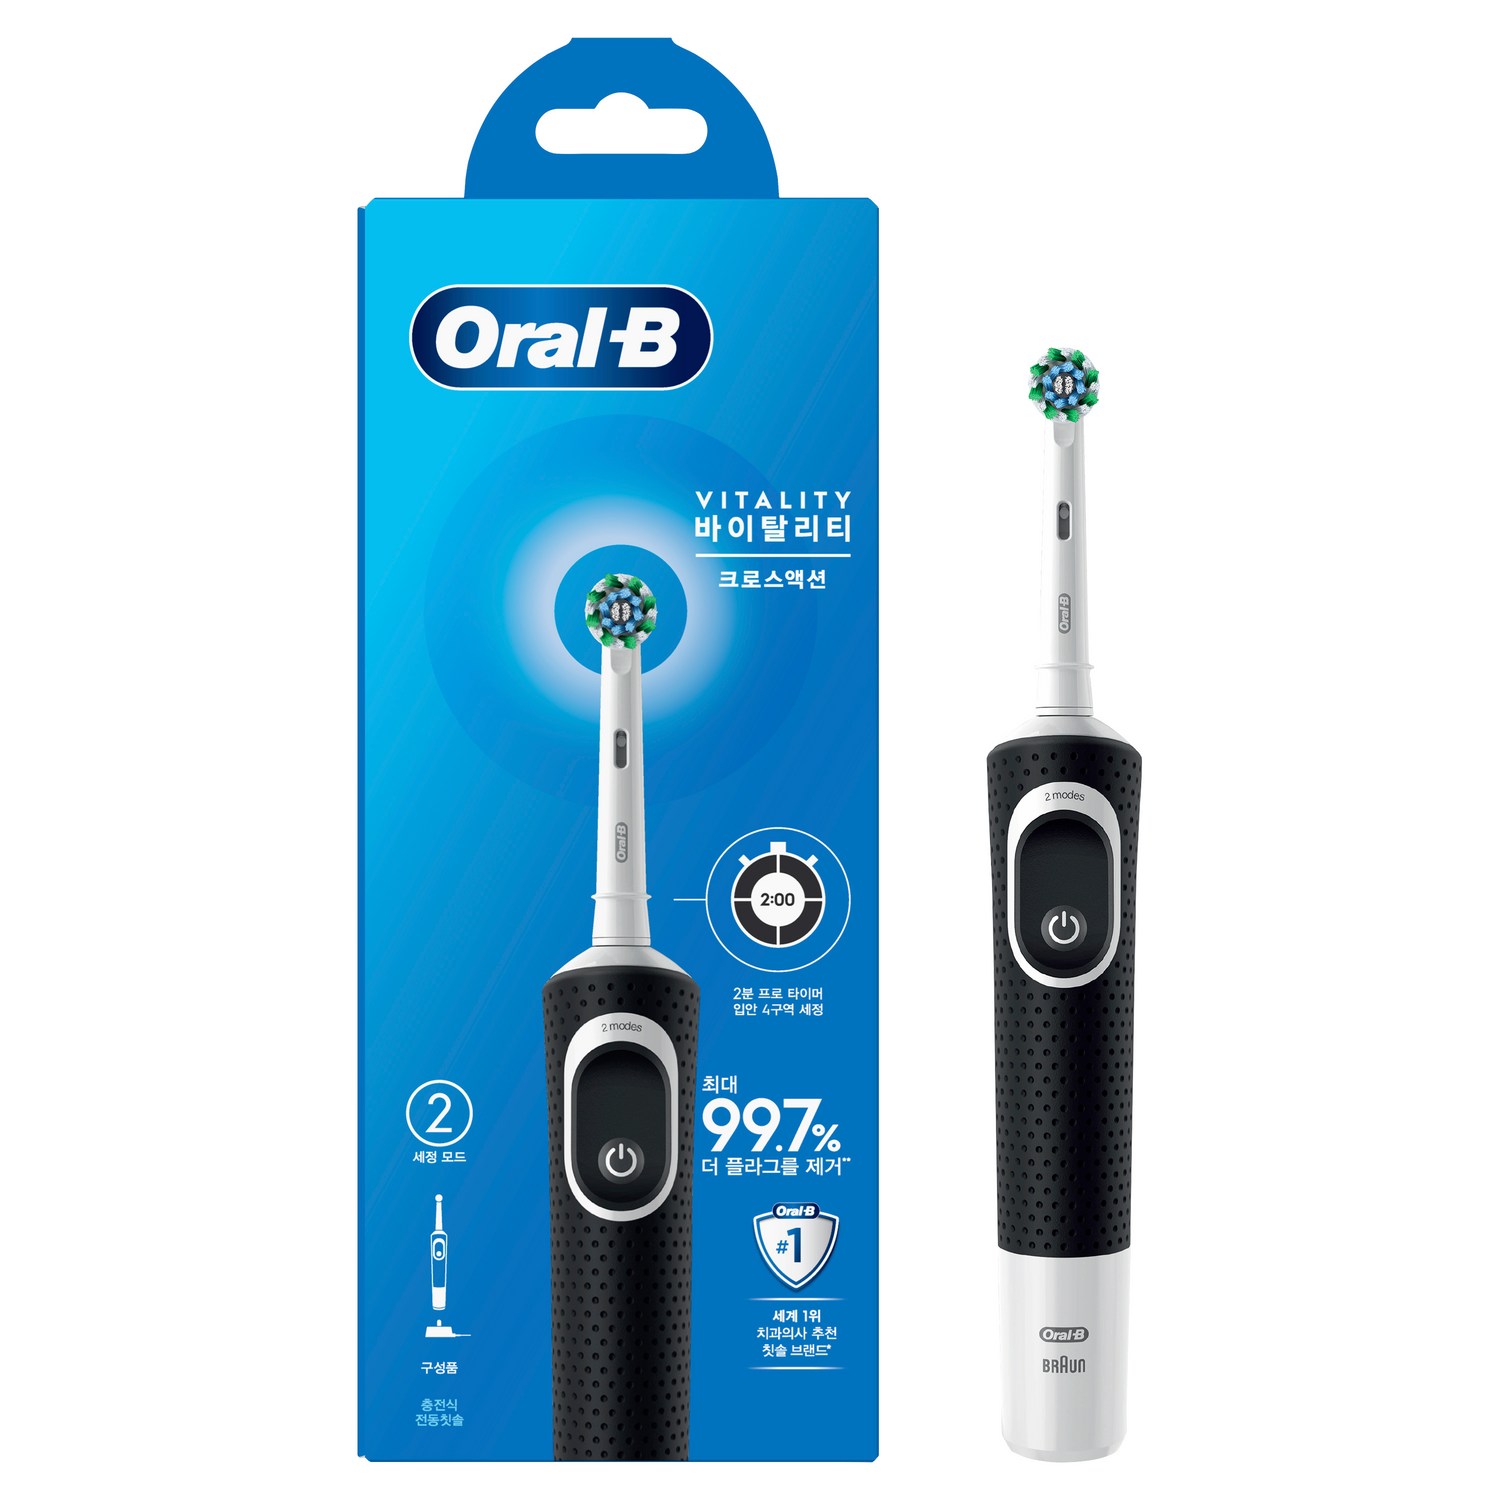 Oral-B
VITALITY
바이탈리티
크로스액션
Oral-B
2:00
2분 프로 타이머
입안 4구역 세정
2 modes
2
세정 모드
최대
99.7%
더 플라그를 제거**
Oral-B
#1
세계 1위
치과의사 추천
칫솔 브랜드*
구성품
충전식
전동칫솔
Oral-B
2 modes
Oral-B
BRAUN